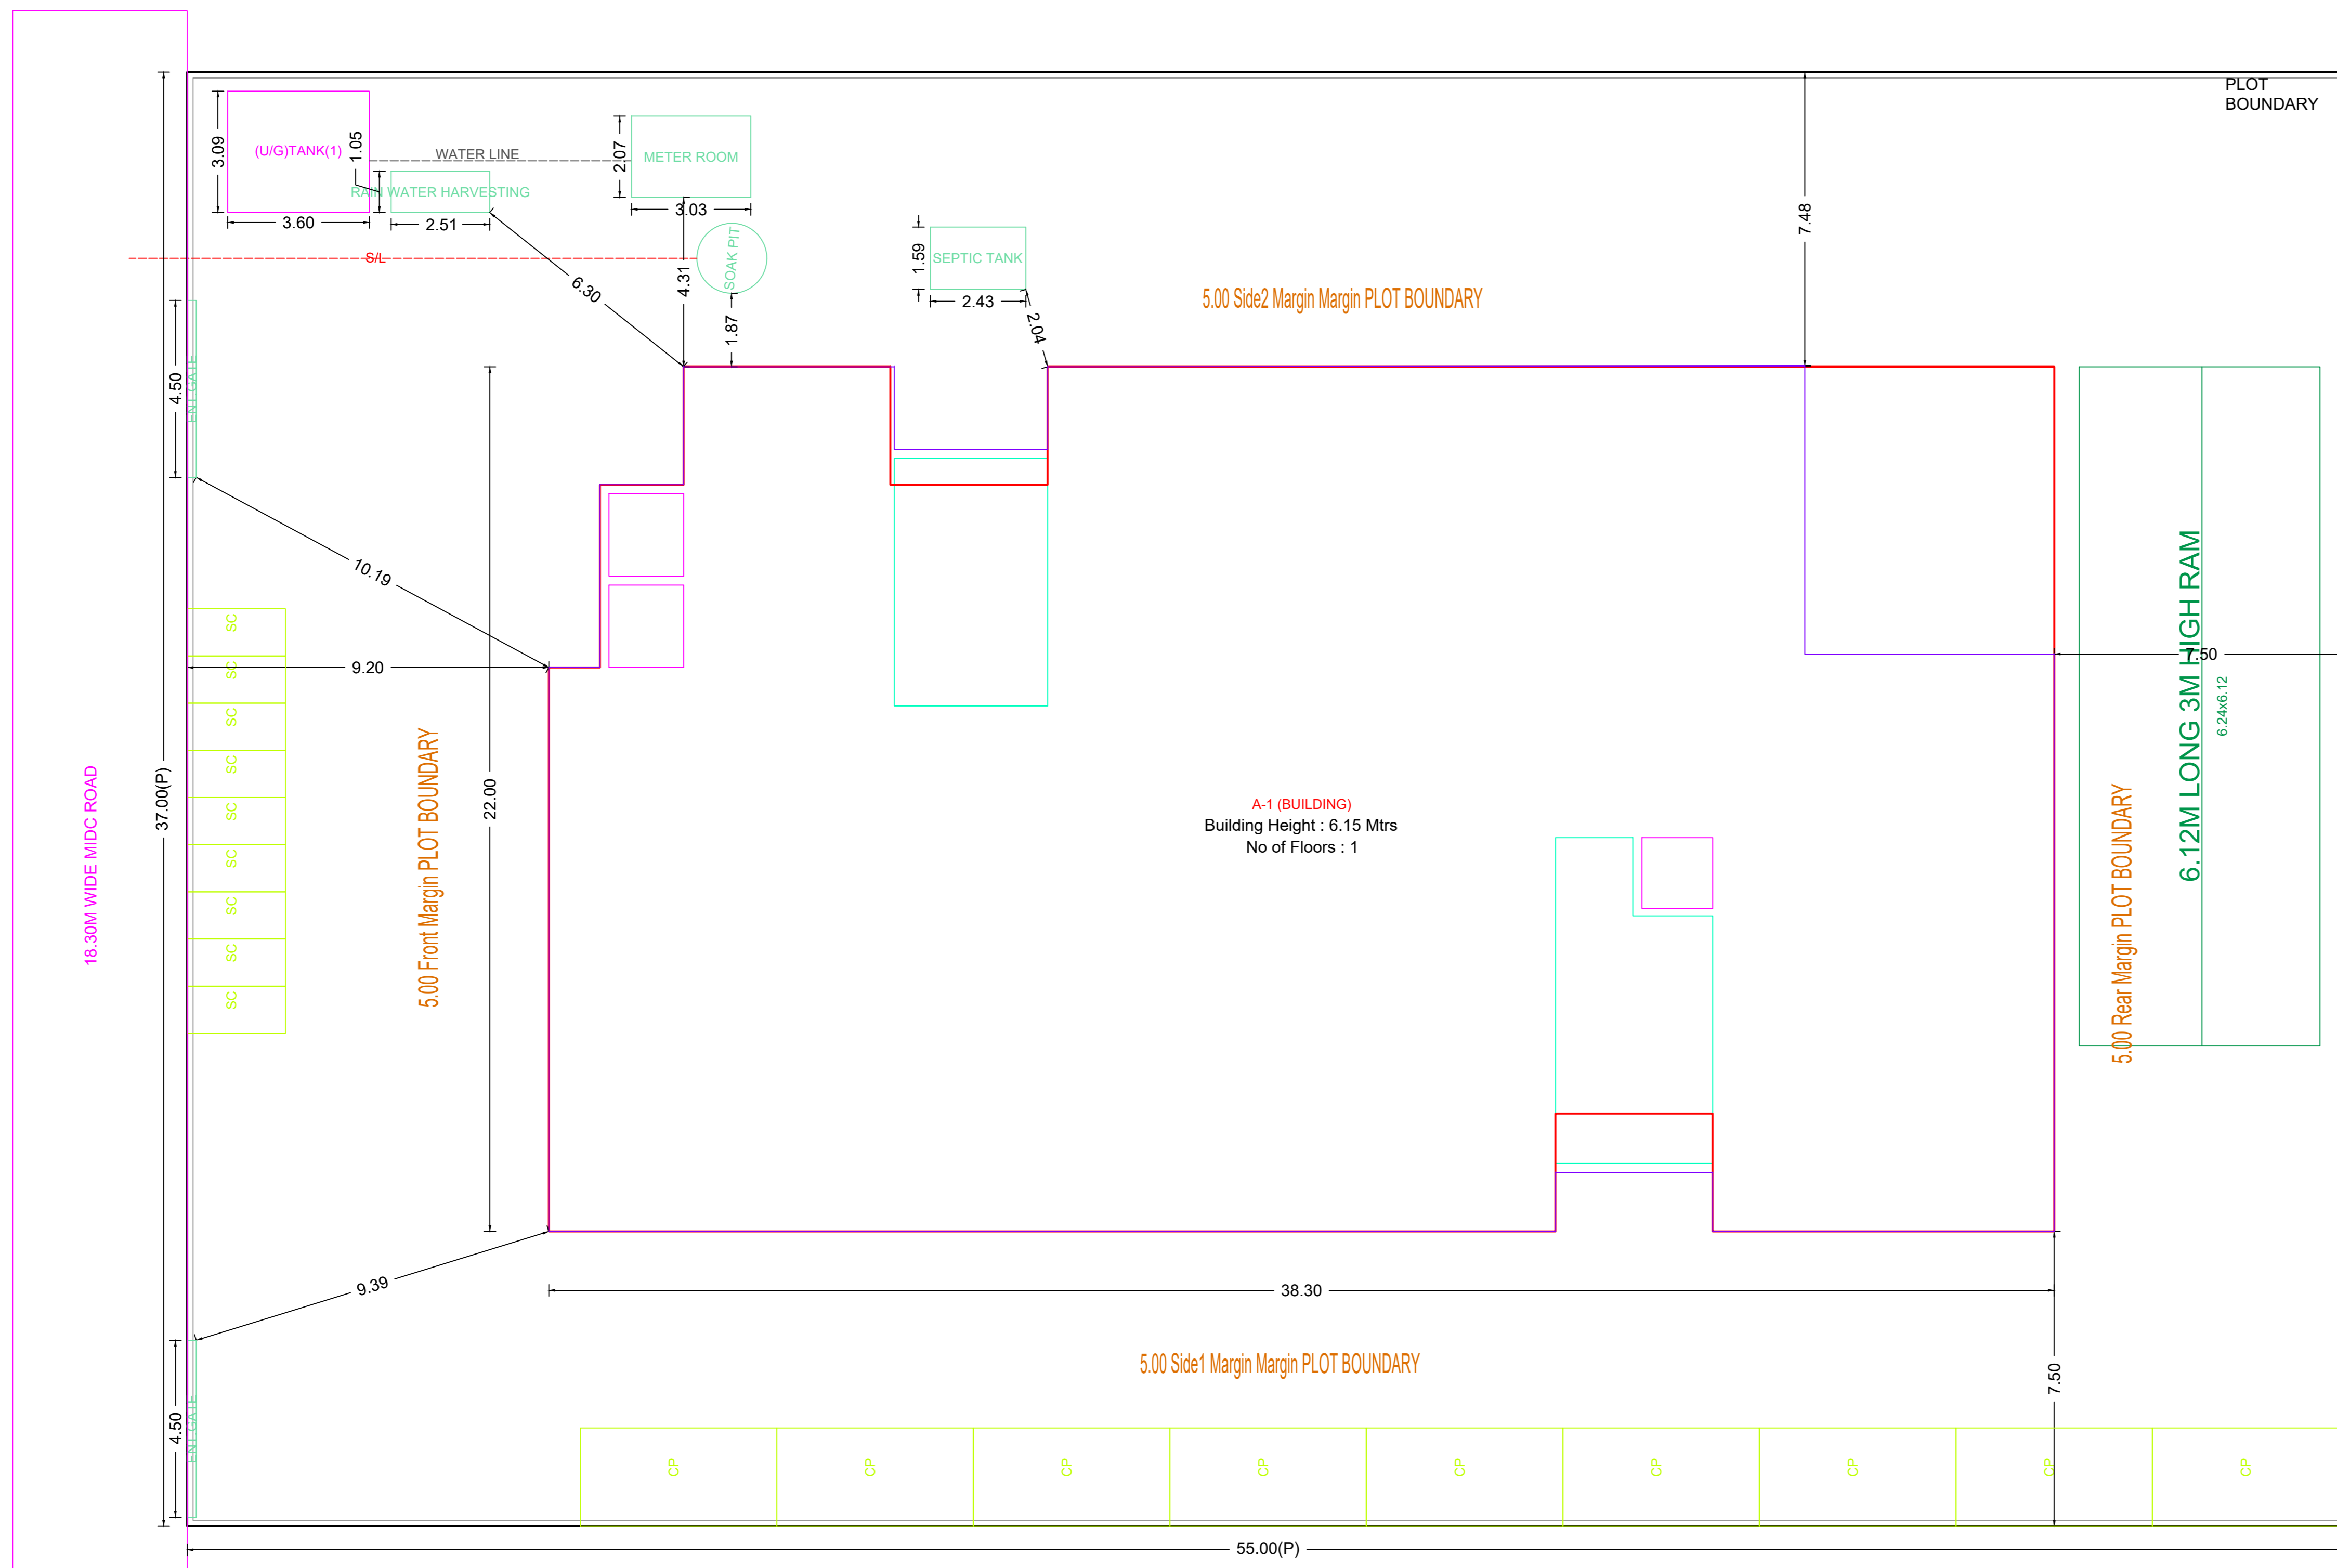 PLOT
BOUNDARY
3.09
(U/G)TANK(1)
1.05
WATER LINE
2.07
METER ROOM
RAIN WATER HARVESTING
3.60
2.51
3.03
7.48
S/L
SOAK PIT
1.59
SEPTIC TANK
6.30
4.31
2.43
5.00 Side2 Margin Margin PLOT BOUNDARY
1.87
2.04
4.50
ENT.GATE
10.19
SC
9.20
SC
SC
SC
SC
SC
SC
SC
SC
7.50
6.12M LONG 3M HIGH RAM
6.24x6.12
37.00(P)
22.00
18.30M WIDE MIDC ROAD
5.00 Front Margin PLOT BOUNDARY
A-1 (BUILDING)
Building Height : 6.15 Mtrs
No of Floors : 1
5.00 Rear Margin PLOT BOUNDARY
9.39
38.30
5.00 Side1 Margin Margin PLOT BOUNDARY
7.50
4.50
ENT.GATE
CP
CP
CP
CP
CP
CP
CP
CP
CP
55.00(P)